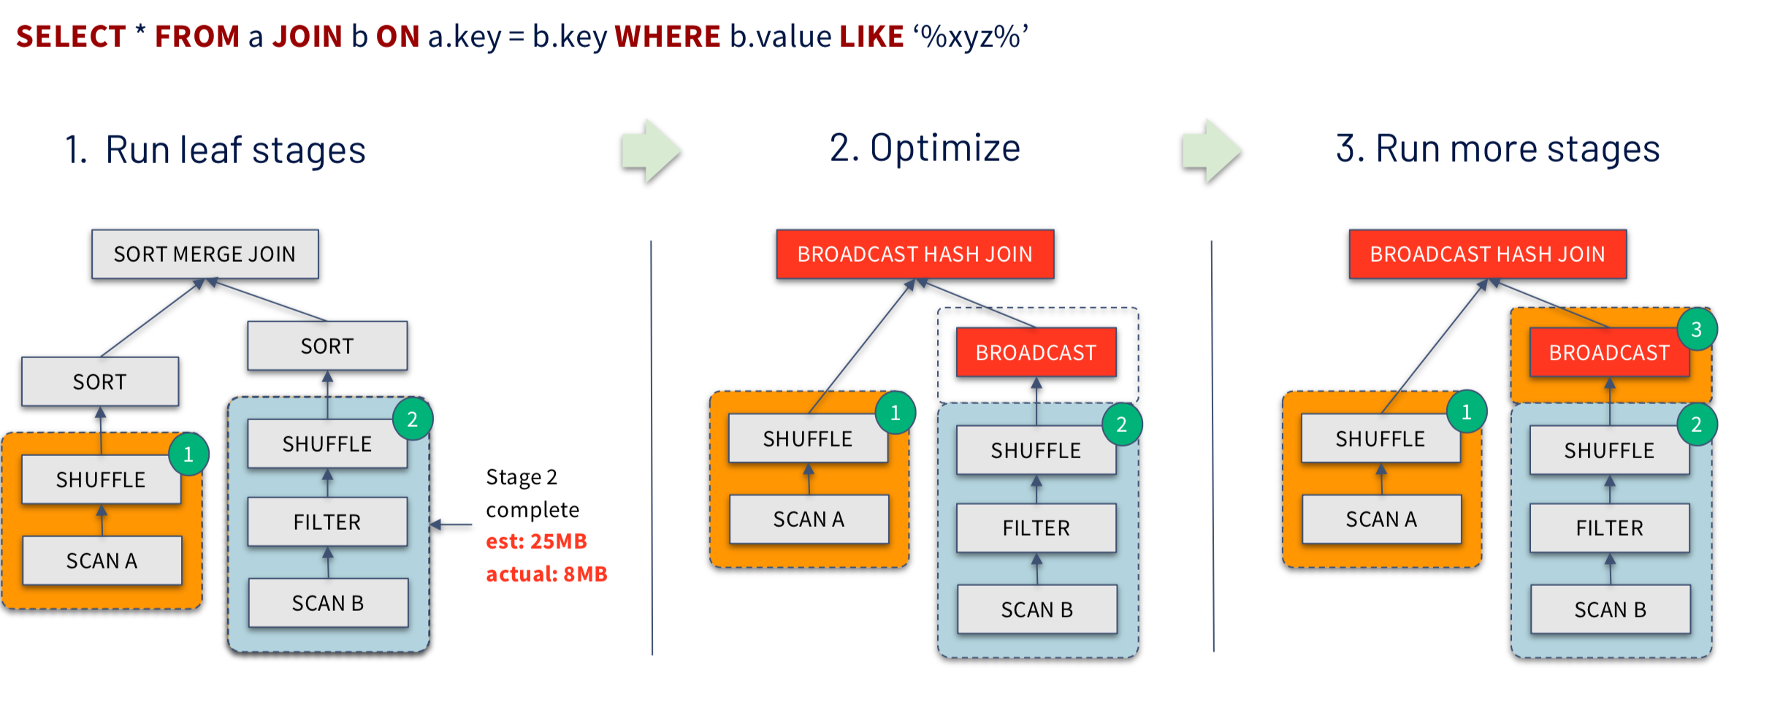 SELECT * FROM a JOIN b ON a.key = b.key WHERE b.value LIKE ‘%xyz%’
1. Run leaf stages
2. Optimize
3. Run more stages
SORT MERGE JOIN
SORT
SORT
SHUFFLE
1
SCAN A
SHUFFLE
2
FILTER
SCAN B
Stage 2
complete
est: 25MB
actual: 8MB
BROADCAST HASH JOIN
BROADCAST
SHUFFLE
1
SCAN A
SHUFFLE
2
FILTER
SCAN B
BROADCAST HASH JOIN
BROADCAST
3
SHUFFLE
1
SCAN A
SHUFFLE
2
FILTER
SCAN B